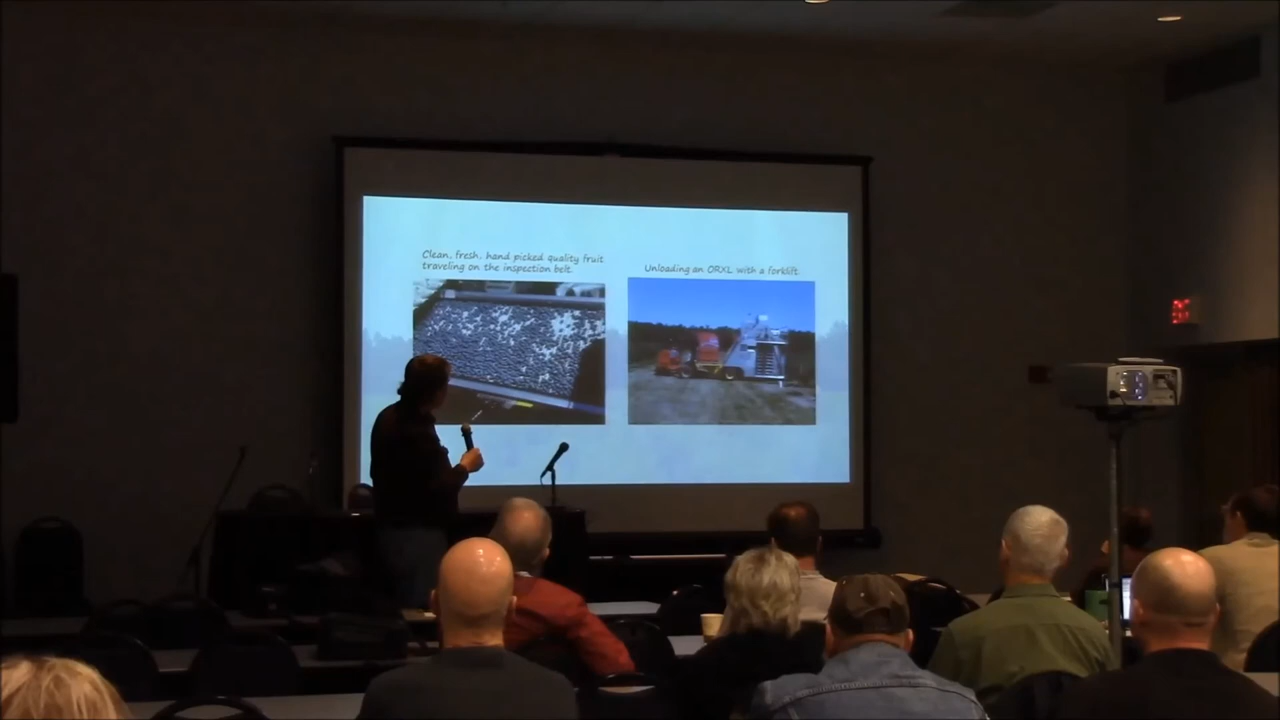 Clean, fresh, hand picked quality fruit
traveling on the inspection belt.
Unloading an ORXL with a forklift.